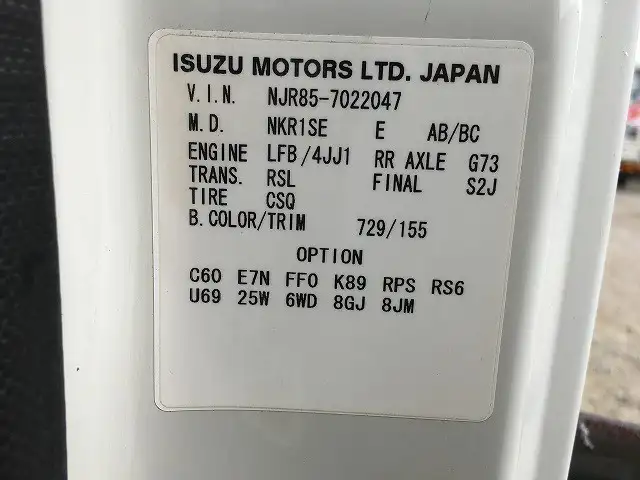 ISUZU MOTORS LTD. JAPAN
V.I.N. NJR85-7022047
M.D. NKR1SE E AB/BC
ENGINE LFB/4JJ1 RR AXLE G73
TRANS. RSL FINAL S2J
TIRE CSQ
B.COLOR/TRIM 729/155
OPTION
C60 E7N FF0 K89 RPS RS6
U69 25W 6WD 8GJ 8JM